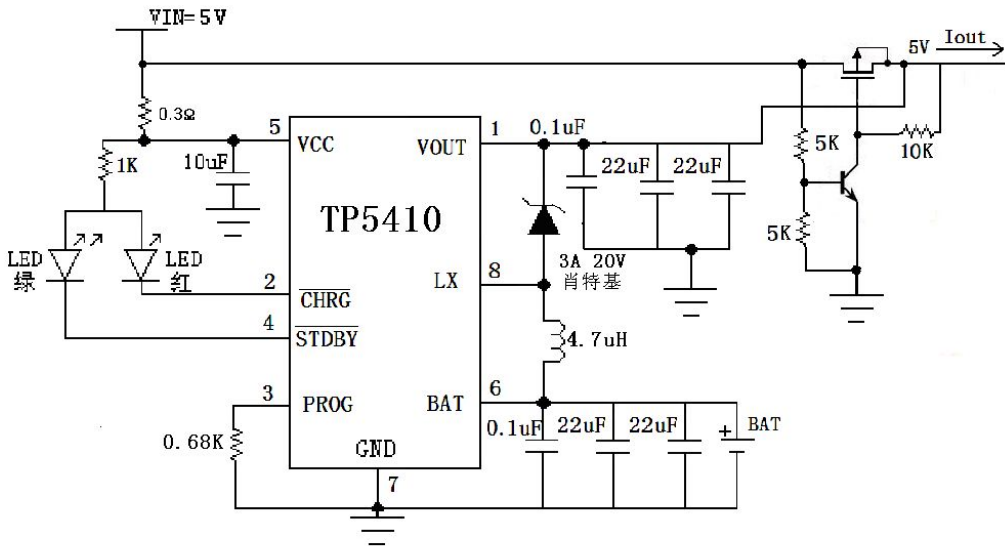 VIN=5V
5V
Iout
0.3Ω
5
VCC
1
VOUT
0.1uF
1K
10uF
22uF
22uF
5K
10K
TP5410
LED
绿
LED
红
3A 20V
肖特基
5K
2
CHRG
8
LX
4
STDBY
4.7uH
3
PROG
6
BAT
0.68K
0.1uF
22uF
22uF
+
BAT
GND
7